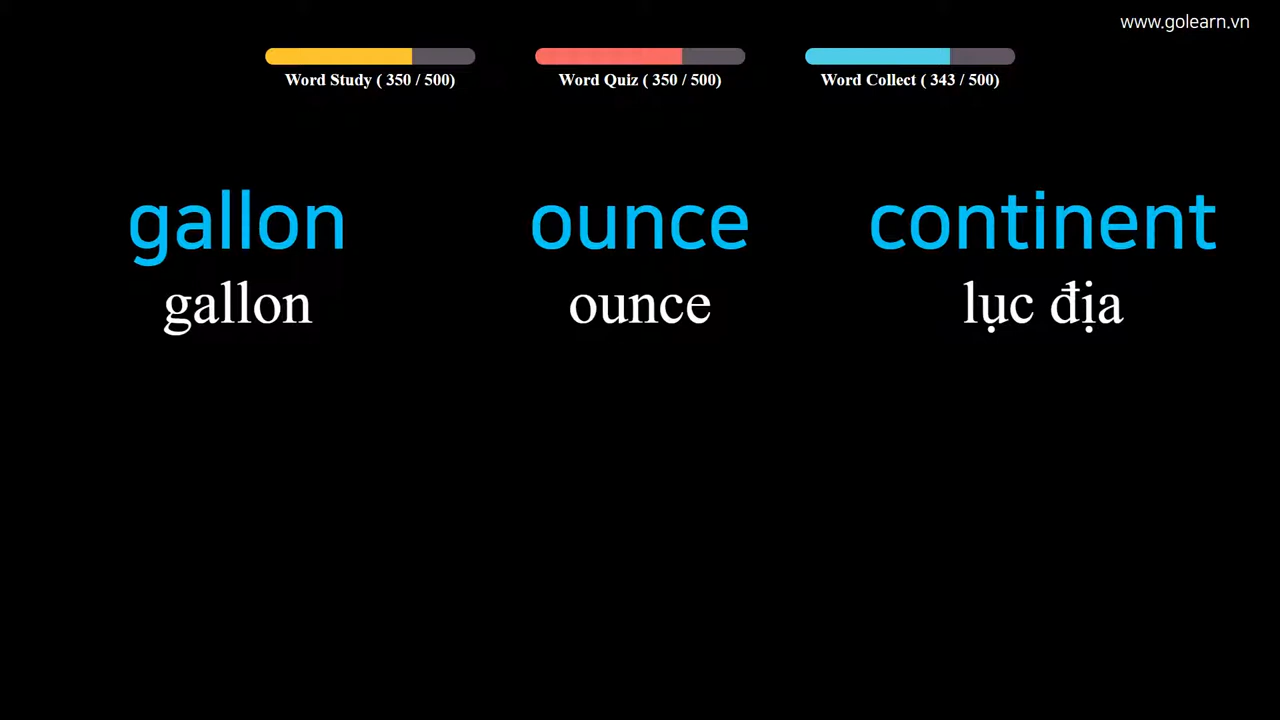 www.golearn.vn
Word Study ( 350 / 500) Word Quiz ( 350 / 500) Word Collect ( 343 / 500)
gallon ounce continent
gallon ounce lục địa